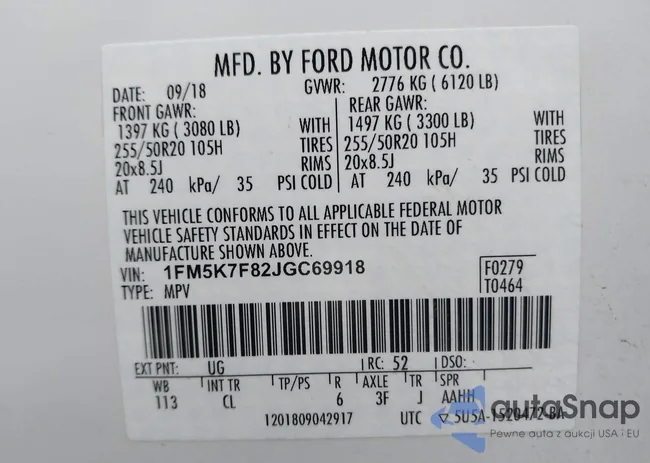 MFD. BY FORD MOTOR CO.
DATE: 09/18 GVWR: 2776 KG ( 6120 LB)
FRONT GAWR: REAR GAWR:
1397 KG ( 3080 LB) WITH 1497 KG ( 3300 LB) WITH
255/50R20 105H TIRES 255/50R20 105H TIRES
20x8.5J RIMS 20x8.5J RIMS
AT 240 kPa/ 35 PSI COLD AT 240 kPa/ 35 PSI COLD
THIS VEHICLE CONFORMS TO ALL APPLICABLE FEDERAL MOTOR
VEHICLE SAFETY STANDARDS IN EFFECT ON THE DATE OF
MANUFACTURE SHOWN ABOVE.
VIN: 1FM5K7F82JGC69918 F0279
TYPE: MPV T0464
EXT PNT: UG RC: 52 DSO:
WB INT TR TP/PS R AXLE TR SPR
113 CL 6 3F J AAHH
1201809042917 UTC ▽5U5A-1520472-BA
autoSnap
Pewne auta z aukcji USA i EU